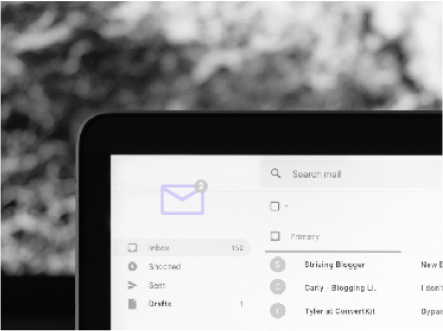 2
Search mail
Inbox 152
Primary
Snoozed
Striving Blogger New E
Sent
Carly - Blogging Li.. I don't
Drafts 1
Tyler at ConvertKit Bypas